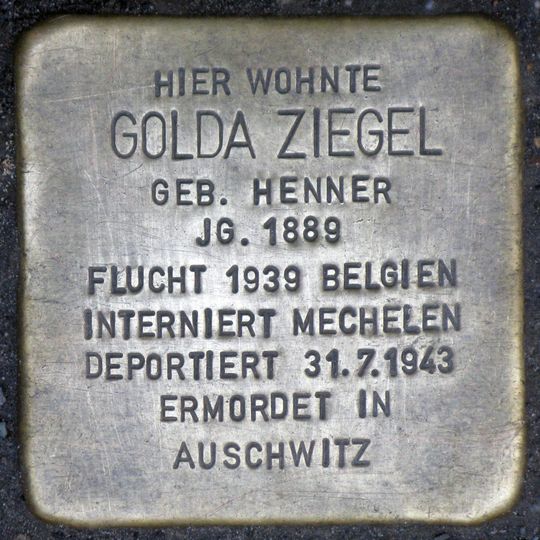 HIER WOHNTE
GOLDA ZIEGEL
GEB. HENNER
JG. 1889
FLUCHT 1939 BELGIEN
INTERNIERT MECHELEN
DEPORTIERT 31.7.1943
ERMORDET IN
AUSCHWITZ